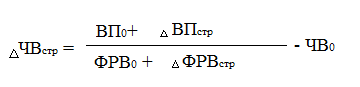 ВП0+ △ ВПстр
△ЧВстр = - ЧВ0
ФРВ0 + △ ФРВстр